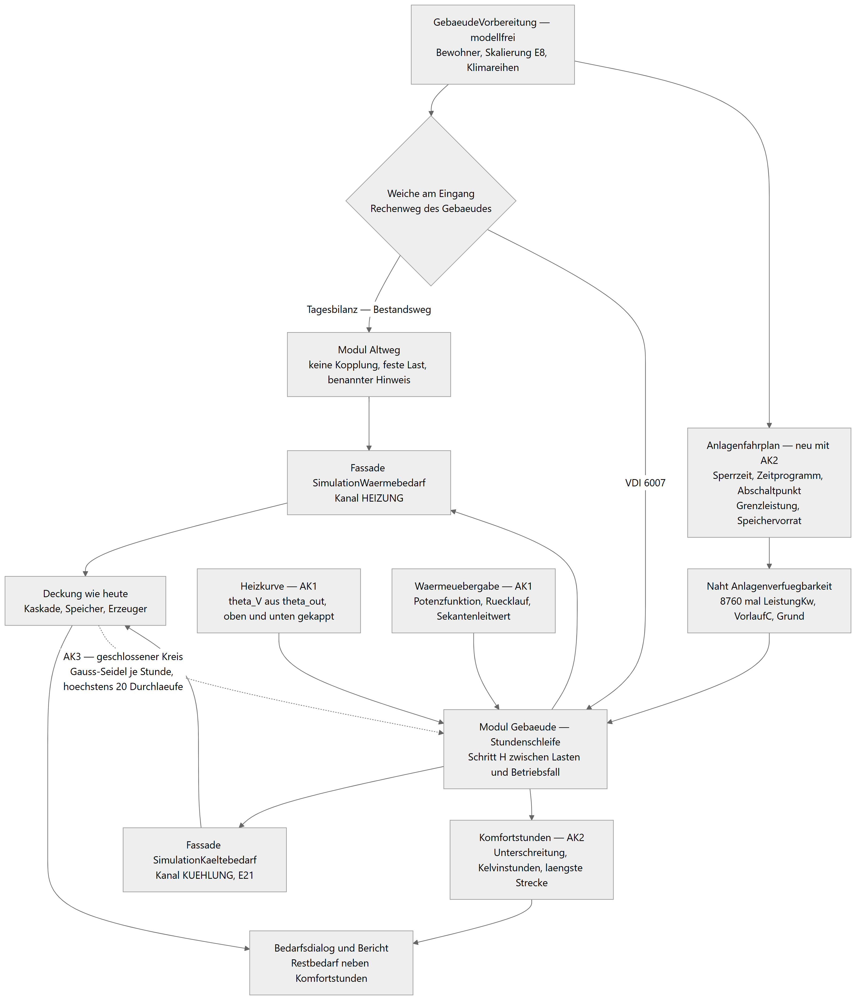 GebaeudeVorbereitung —
modellfrei
Bewohner, Skalierung E8,
Klimareihen
Weiche am Eingang
Rechenweg des Gebaeudes
Tagesbilanz — Bestandsweg
Modul Altweg
keine Kopplung, feste Last,
benannter Hinweis
Fassade
SimulationWaermebedarf
Kanal HEIZUNG
VDI 6007
Anlagenfahrplan — neu mit
AK2
Sperrzeit, Zeitprogramm,
Abschaltpunkt
Grenzleistung,
Speichervorrat
Deckung wie heute
Kaskade, Speicher, Erzeuger
Heizkurve — AK1
theta_V aus theta_out,
oben und unten gekappt
Waermeuebergabe — AK1
Potenzfunktion, Ruecklauf,
Sekantenleitwert
Naht Anlagenverfuegbarkeit
8760 mal LeistungKw,
VorlaufC, Grund
AK3 — geschlossener Kreis
Gauss-Seidel je Stunde,
hoechstens 20 Durchlaeufe
Modul Gebaeude —
Stundenschleife
Schritt H zwischen Lasten
und Betriebsfall
Fassade
SimulationKaeltebedarf
Kanal KUEHLUNG, E21
Komfortstunden — AK2
Unterschreitung,
Kelvinstunden, laengste
Strecke
Bedarfsdialog und Bericht
Restbedarf neben
Komfortstunden